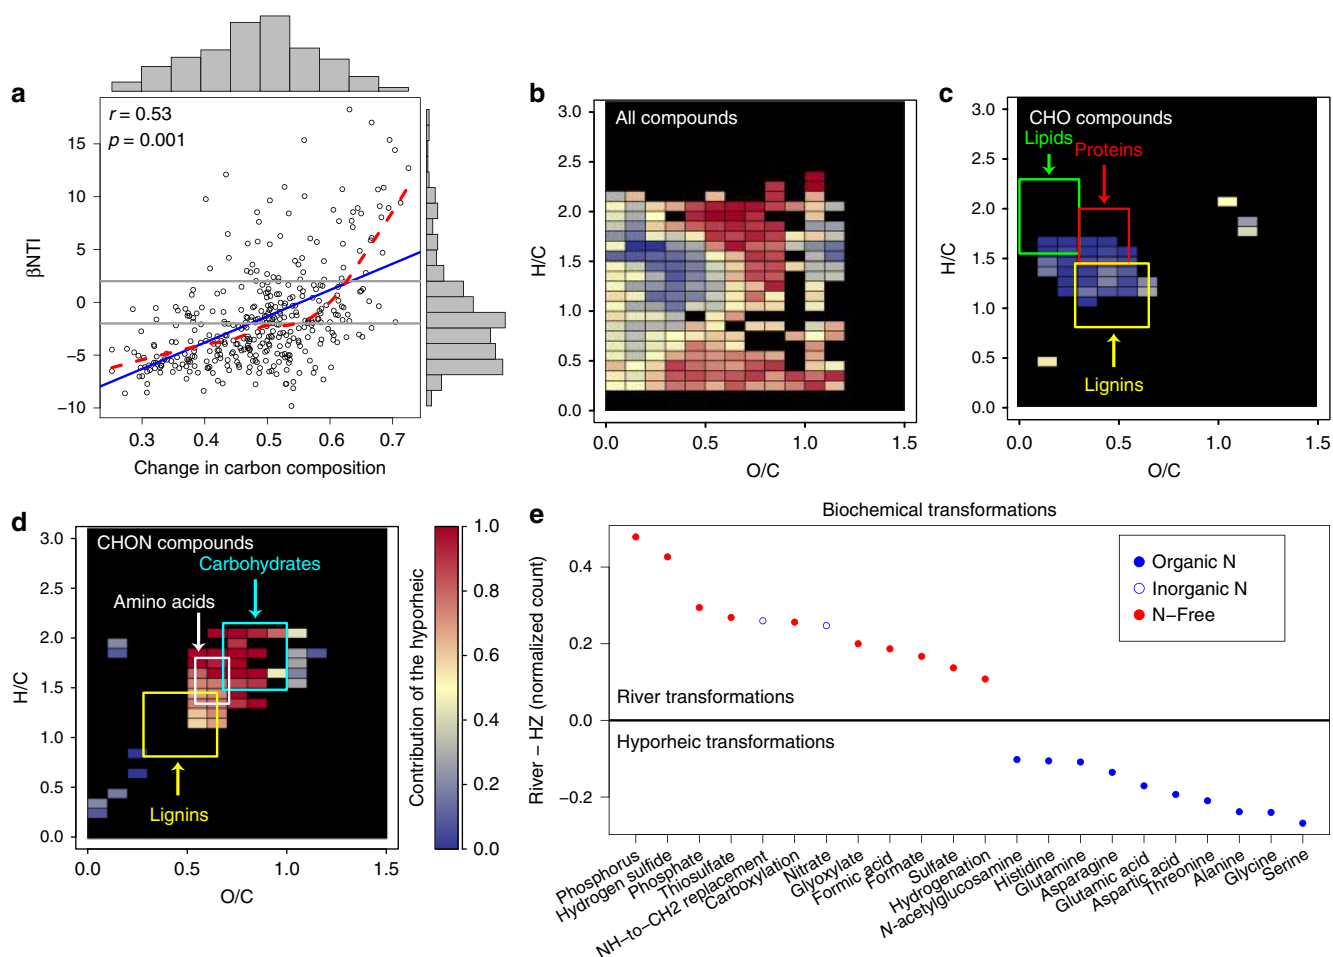 a
r = 0.53
p = 0.001
βNTI
15
10
5
0
−5
−10
0.3
0.4
0.5
0.6
0.7
Change in carbon composition
b
All compounds
H/C
3.0
2.5
2.0
1.5
1.0
0.5
0.0
0.0
0.5
1.0
1.5
O/C
c
CHO compounds
Lipids
Proteins
Lignins
H/C
3.0
2.5
2.0
1.5
1.0
0.5
0.0
0.0
0.5
1.0
1.5
O/C
d
CHON compounds
Carbohydrates
Amino acids
Lignins
H/C
3.0
2.5
2.0
1.5
1.0
0.5
0.0
0.0
0.5
1.0
1.5
O/C
Contribution of the hyporheic
1.0
0.8
0.6
0.4
0.2
0.0
e
Biochemical transformations
Organic N
Inorganic N
N−Free
River transformations
Hyporheic transformations
River − HZ (normalized count)
0.4
0.2
0.0
−0.2
Phosphorus
Hydrogen sulfide
Phosphate
Thiosulfate
NH−to−CH2 replacement
Carboxylation
Nitrate
Glyoxylate
Formic acid
Formate
Sulfate
Hydrogenation
N-acetylglucosamine
Histidine
Glutamine
Asparagine
Glutamic acid
Aspartic acid
Threonine
Alanine
Glycine
Serine